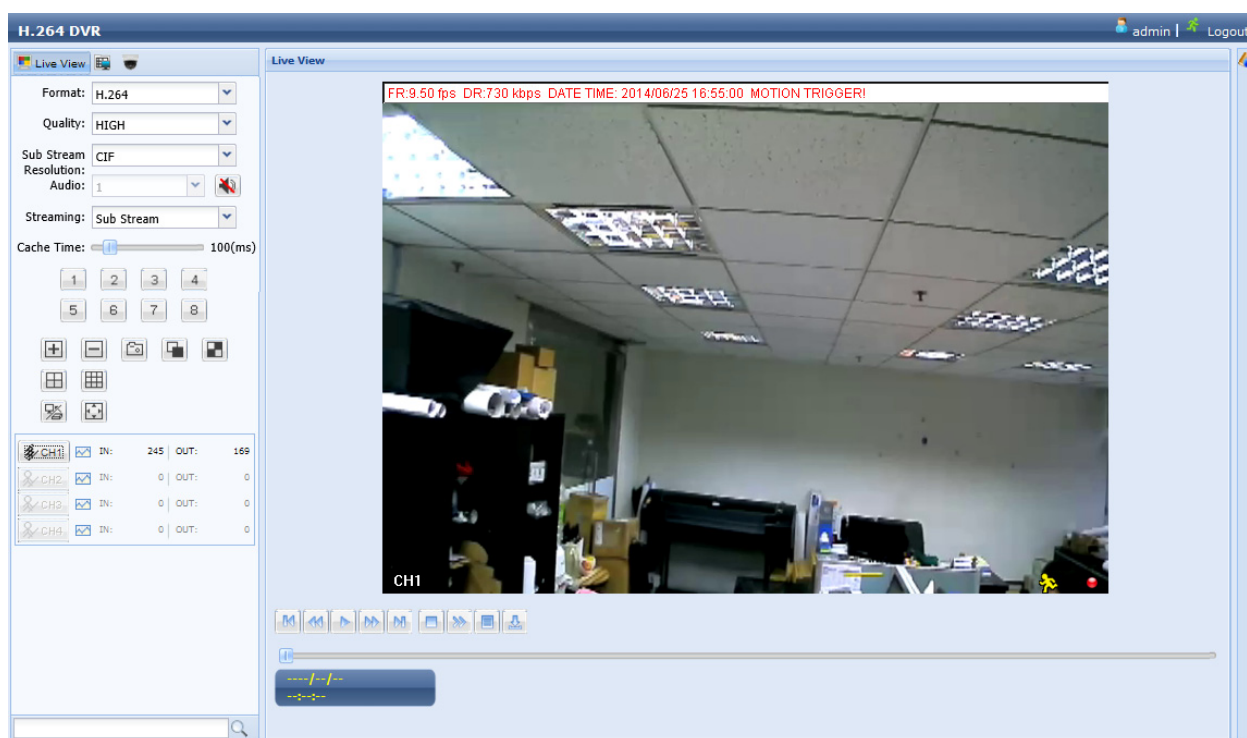 H.264 DVR
admin | Logout
Live View
Live View
Format: H.264
Quality: HIGH
Sub Stream Resolution: CIF
Audio: 1
Streaming: Sub Stream
Cache Time: 100(ms)
1 2 3 4
5 6 7 8
CH1 IN: 245 OUT: 169
CH2 IN: 0 OUT: 0
CH3 IN: 0 OUT: 0
CH4 IN: 0 OUT: 0
FR:9.50 fps DR:730 kbps DATE TIME: 2014/06/25 16:55:00 MOTION TRIGGER!
CH1
----/--/--
--:--:--